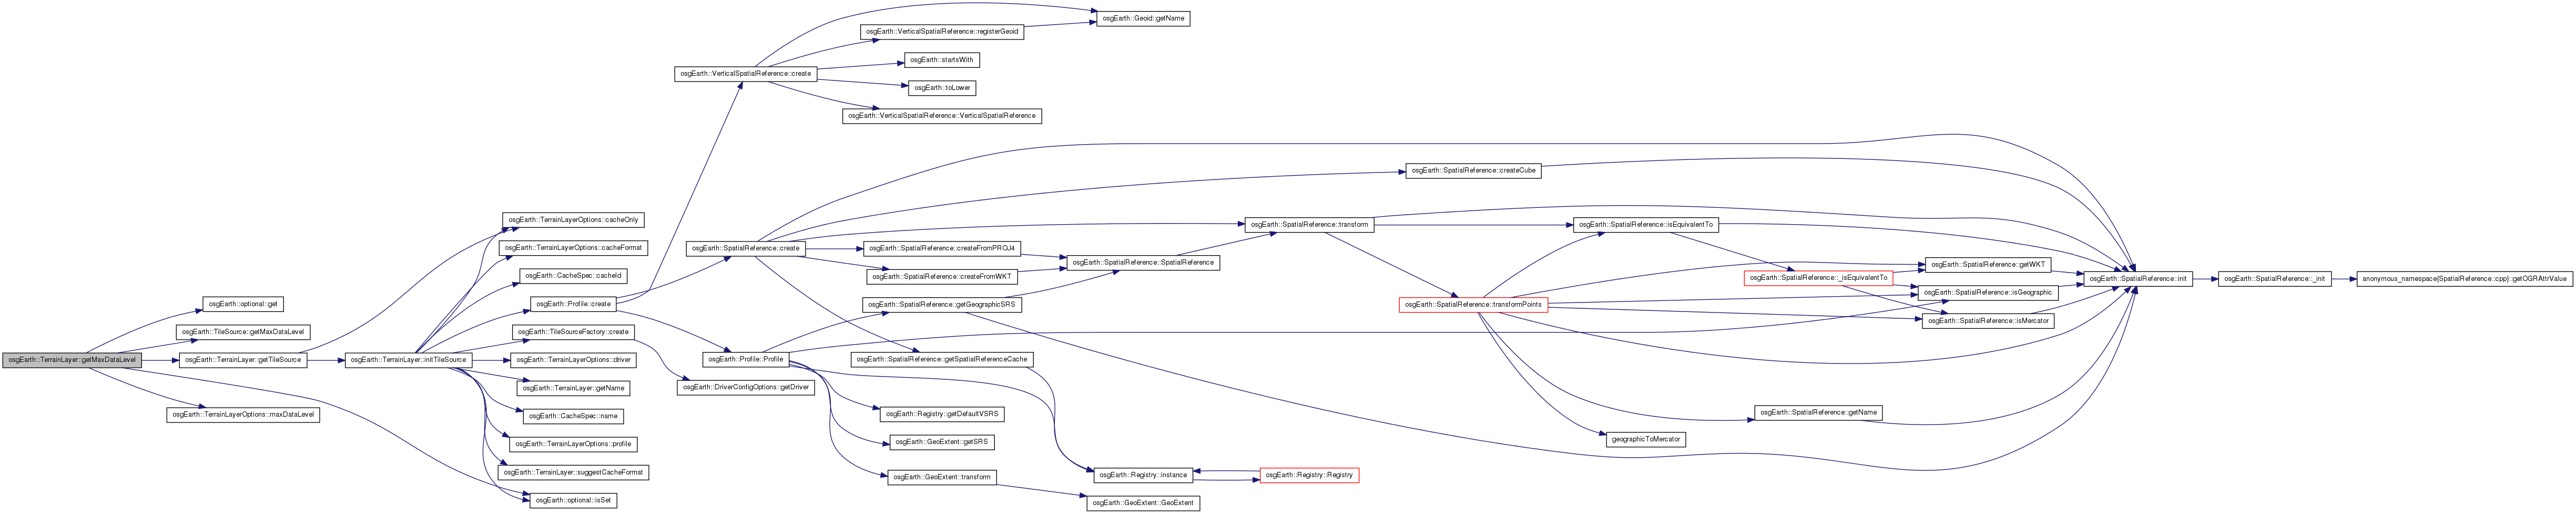 osgEarth::TerrainLayer::getMaxDataLevel
osgEarth::optional::get
osgEarth::TileSource::getMaxDataLevel
osgEarth::TerrainLayer::getTileSource
osgEarth::TerrainLayerOptions::maxDataLevel
osgEarth::TerrainLayer::initTileSource
osgEarth::TerrainLayerOptions::cacheOnly
osgEarth::TerrainLayerOptions::cacheFormat
osgEarth::CacheSpec::cacheId
osgEarth::Profile::create
osgEarth::TileSourceFactory::create
osgEarth::TerrainLayerOptions::driver
osgEarth::TerrainLayer::getName
osgEarth::CacheSpec::name
osgEarth::TerrainLayerOptions::profile
osgEarth::TerrainLayer::suggestCacheFormat
osgEarth::optional::isSet
osgEarth::VerticalSpatialReference::create
osgEarth::SpatialReference::create
osgEarth::Profile::Profile
osgEarth::DriverConfigOptions::getDriver
osgEarth::VerticalSpatialReference::registerGeoid
osgEarth::startsWith
osgEarth::toLower
osgEarth::VerticalSpatialReference::VerticalSpatialReference
osgEarth::SpatialReference::createFromPROJ4
osgEarth::SpatialReference::createFromWKT
osgEarth::SpatialReference::getGeographicSRS
osgEarth::SpatialReference::getSpatialReferenceCache
osgEarth::Registry::getDefaultVSRS
osgEarth::GeoExtent::getSRS
osgEarth::GeoExtent::transform
osgEarth::Geoid::getName
osgEarth::SpatialReference::SpatialReference
osgEarth::Registry::instance
osgEarth::GeoExtent::GeoExtent
osgEarth::SpatialReference::transform
osgEarth::Registry::Registry
osgEarth::SpatialReference::createCube
osgEarth::SpatialReference::transformPoints
osgEarth::SpatialReference::isEquivalentTo
geographicToMercator
osgEarth::SpatialReference::_isEquivalentTo
osgEarth::SpatialReference::getName
osgEarth::SpatialReference::getWKT
osgEarth::SpatialReference::isGeographic
osgEarth::SpatialReference::isMercator
osgEarth::SpatialReference::init
osgEarth::SpatialReference::_init
anonymous_namespace{SpatialReference::cpp}::getOGRAttrValue